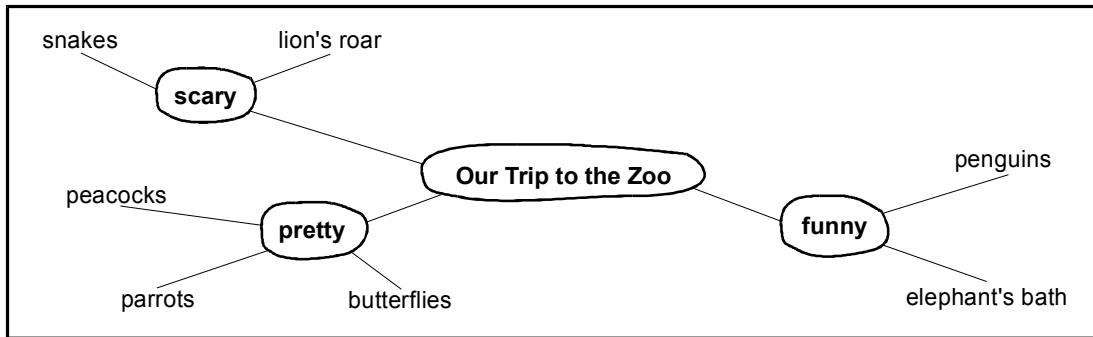 snakes
lion's roar
scary
Our Trip to the Zoo
penguins
peacocks
pretty
funny
parrots
butterflies
elephant's bath